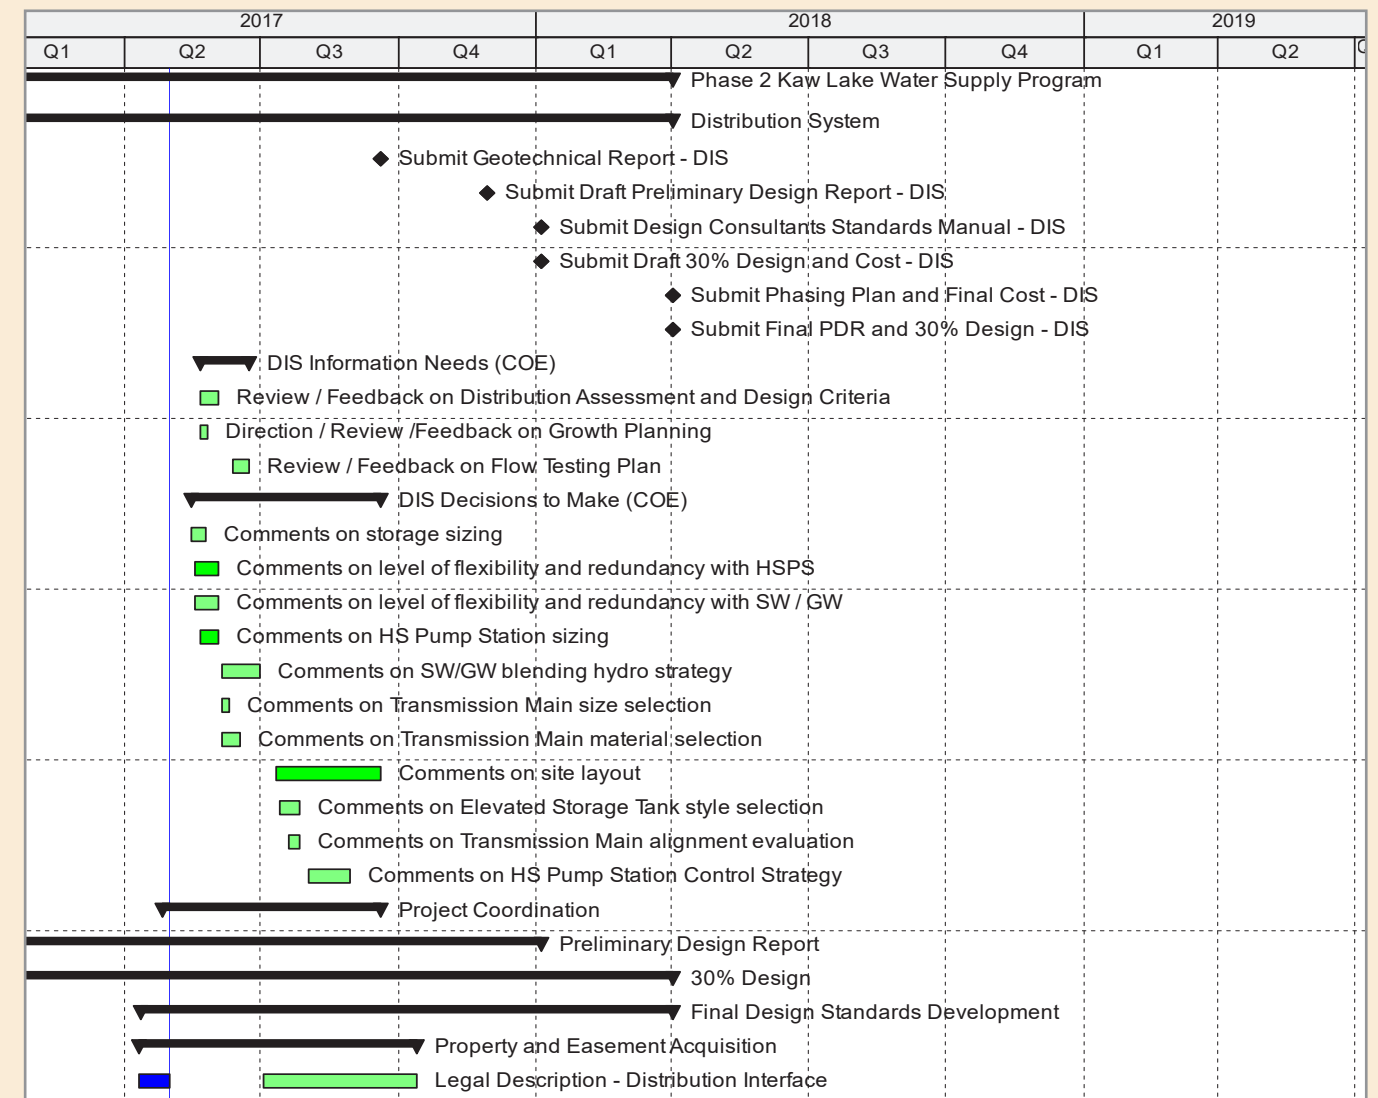 2017 2018 2019
Q1 Q2 Q3 Q4 Q1 Q2 Q3 Q4 Q1 Q2
Phase 2 Kaw Lake Water Supply Program
Distribution System
Submit Geotechnical Report - DIS
Submit Draft Preliminary Design Report - DIS
Submit Design Consultants Standards Manual - DIS
Submit Draft 30% Design and Cost - DIS
Submit Phasing Plan and Final Cost - DIS
Submit Final PDR and 30% Design - DIS
DIS Information Needs (COE)
Review / Feedback on Distribution Assessment and Design Criteria
Direction / Review /Feedback on Growth Planning
Review / Feedback on Flow Testing Plan
DIS Decisions to Make (COE)
Comments on storage sizing
Comments on level of flexibility and redundancy with HSPS
Comments on level of flexibility and redundancy with SW / GW
Comments on HS Pump Station sizing
Comments on SW/GW blending hydro strategy
Comments on Transmission Main size selection
Comments on Transmission Main material selection
Comments on site layout
Comments on Elevated Storage Tank style selection
Comments on Transmission Main alignment evaluation
Comments on HS Pump Station Control Strategy
Project Coordination
Preliminary Design Report
30% Design
Final Design Standards Development
Property and Easement Acquisition
Legal Description - Distribution Interface